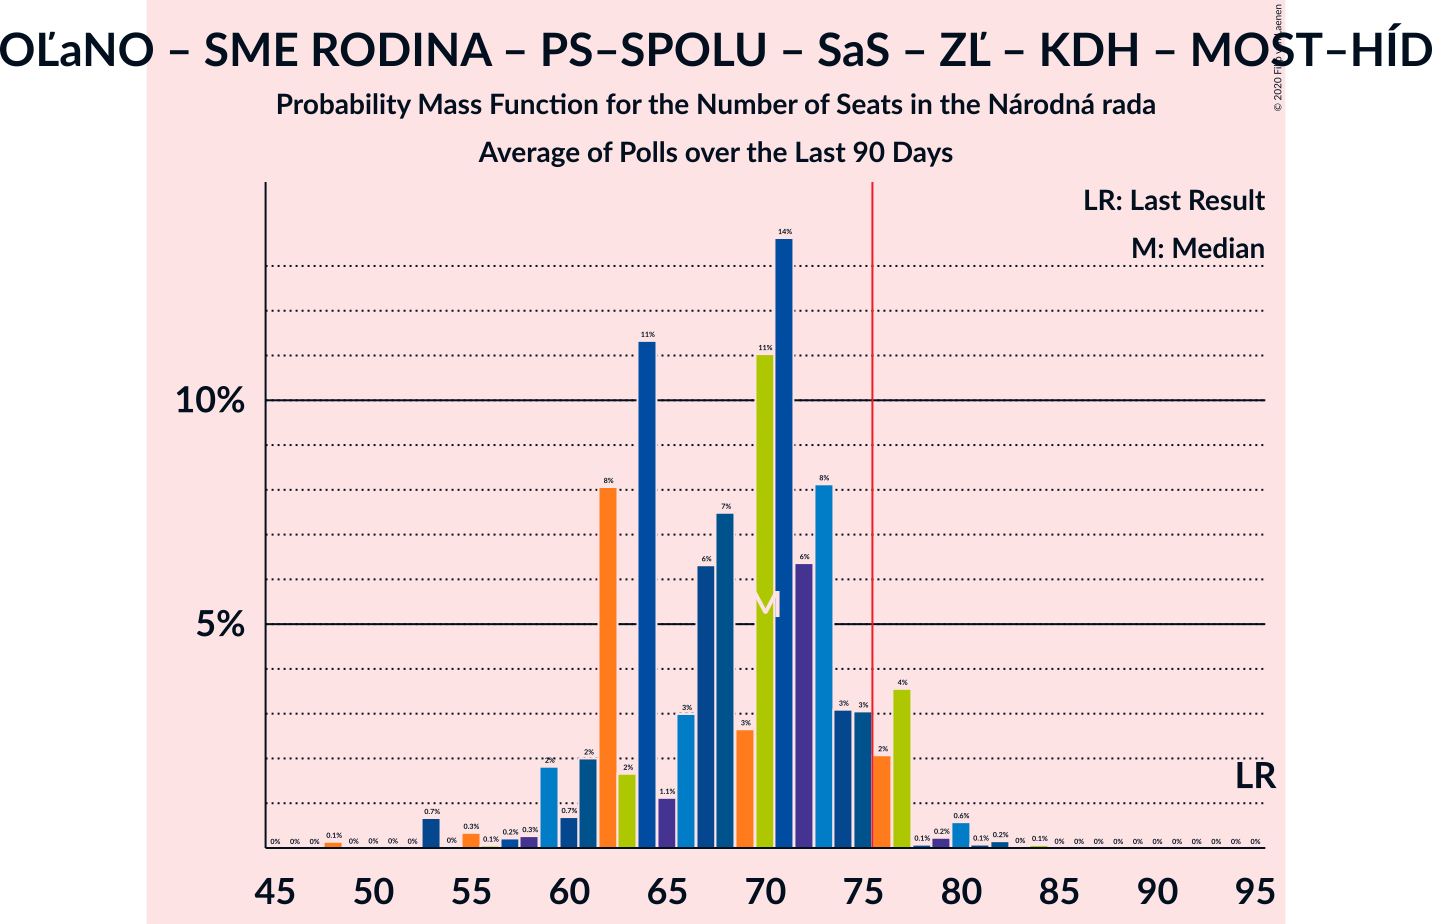 OĽaNO – SME RODINA – PS–SPOLU – SaS – ZĽ – KDH – MOST–HÍD
Probability Mass Function for the Number of Seats in the Národná rada
Average of Polls over the Last 90 Days
© 2020 Filip van Laenen
LR: Last Result
M: Median
10%
5%
0% 0% 0% 0.1% 0% 0% 0% 0% 0.7% 0% 0.3% 0.1% 0.2% 0.3% 2% 0.7% 2% 8% 2% 11% 1.1% 3% 6% 7% 3% 11% 14% 6% 8% 3% 3% 2% 4% 0.1% 0.2% 0.6% 0.1% 0.2% 0% 0.1% 0% 0% 0% 0% 0% 0% 0% 0% 0% 0% 0%
M
LR
45 50 55 60 65 70 75 80 85 90 95